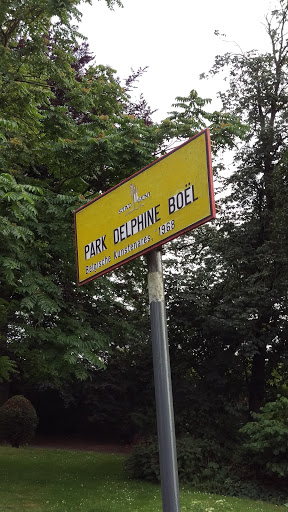 PARK DELPHINE BOËL
Belgische Kunstenares 1968